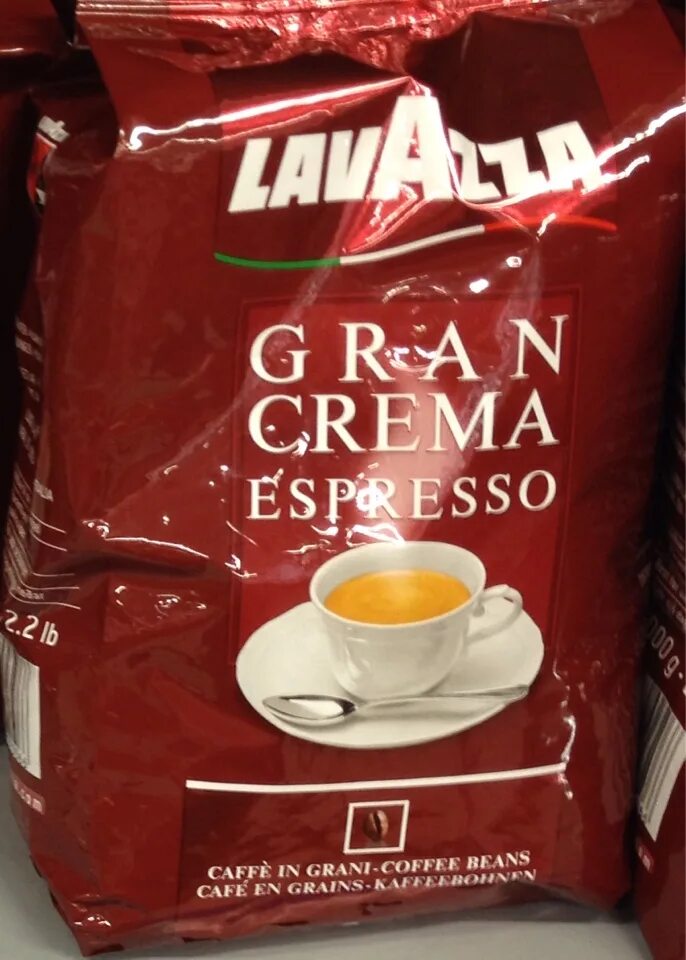 LAVAZZA
GRAN
CREMA
ESPRESSO
2.2 lb
CAFFÈ IN GRANI-COFFEE BEANS
CAFÉ EN GRAINS-KAFFEEBOHNEN